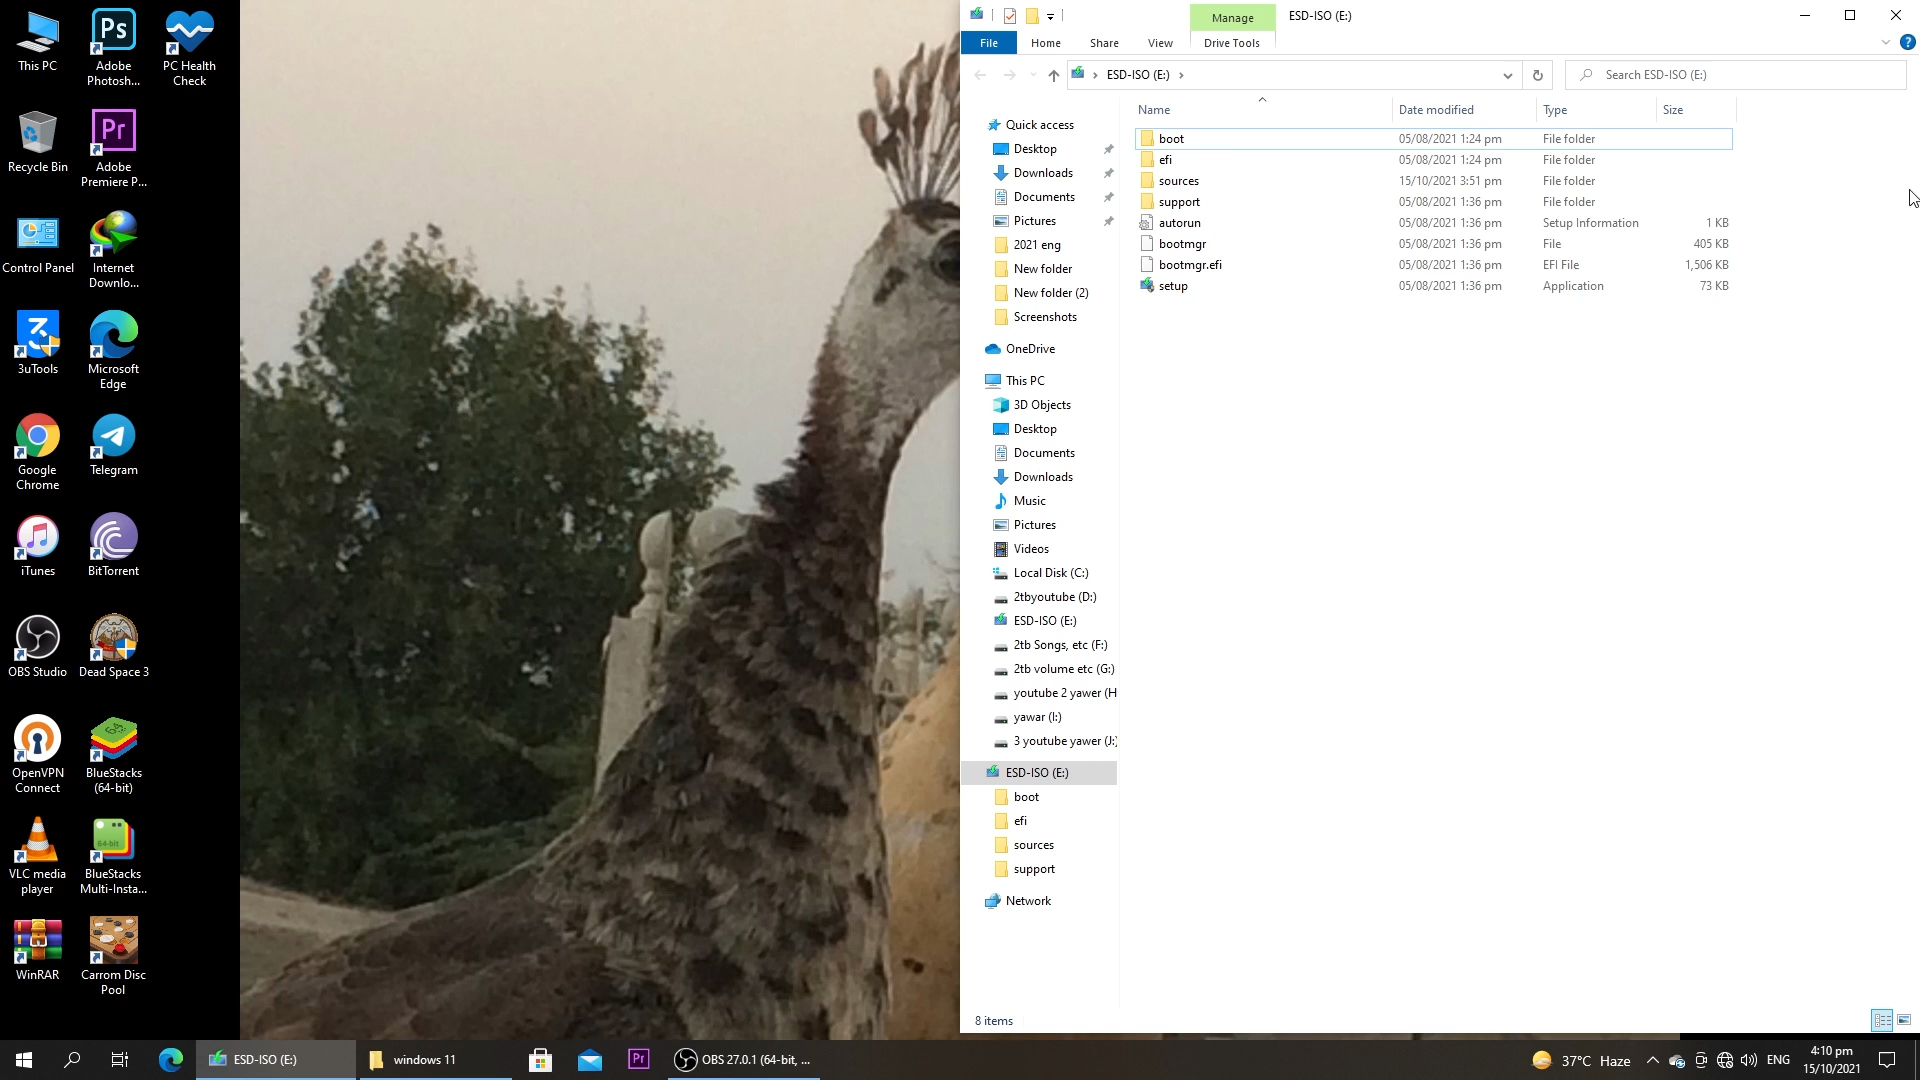 This PC
Adobe
Photosh...
PC Health
Check
Recycle Bin
Adobe
Premiere P...
Control Panel
Internet
Downlo...
3uTools
Microsoft
Edge
Google
Chrome
Telegram
iTunes
BitTorrent
OBS Studio
Dead Space 3
OpenVPN
Connect
BlueStacks
(64-bit)
VLC media
player
BlueStacks
Multi-Insta...
WinRAR
Carrom Disc
Pool
Manage
ESD-ISO (E:)
File
Home
Share
View
Drive Tools
ESD-ISO (E:)
Search ESD-ISO (E:)
Quick access
Desktop
Downloads
Documents
Pictures
2021 eng
New folder
New folder (2)
Screenshots
OneDrive
This PC
3D Objects
Desktop
Documents
Downloads
Music
Pictures
Videos
Local Disk (C:)
2tbyoutube (D:)
ESD-ISO (E:)
2tb Songs, etc (F:)
2tb volume etc (G:)
youtube 2 yawer (H
yawar (I:)
3 youtube yawer (J:)
ESD-ISO (E:)
boot
efi
sources
support
Network
Name Date modified Type Size
boot 05/08/2021 1:24 pm File folder
efi 05/08/2021 1:24 pm File folder
sources 15/10/2021 3:51 pm File folder
support 05/08/2021 1:36 pm File folder
autorun 05/08/2021 1:36 pm Setup Information 1 KB
bootmgr 05/08/2021 1:36 pm File 405 KB
bootmgr.efi 05/08/2021 1:36 pm EFI File 1,506 KB
setup 05/08/2021 1:36 pm Application 73 KB
8 items
ESD-ISO (E:)
windows 11
OBS 27.0.1 (64-bit, ...
37°C Haze
ENG
4:10 pm
15/10/2021